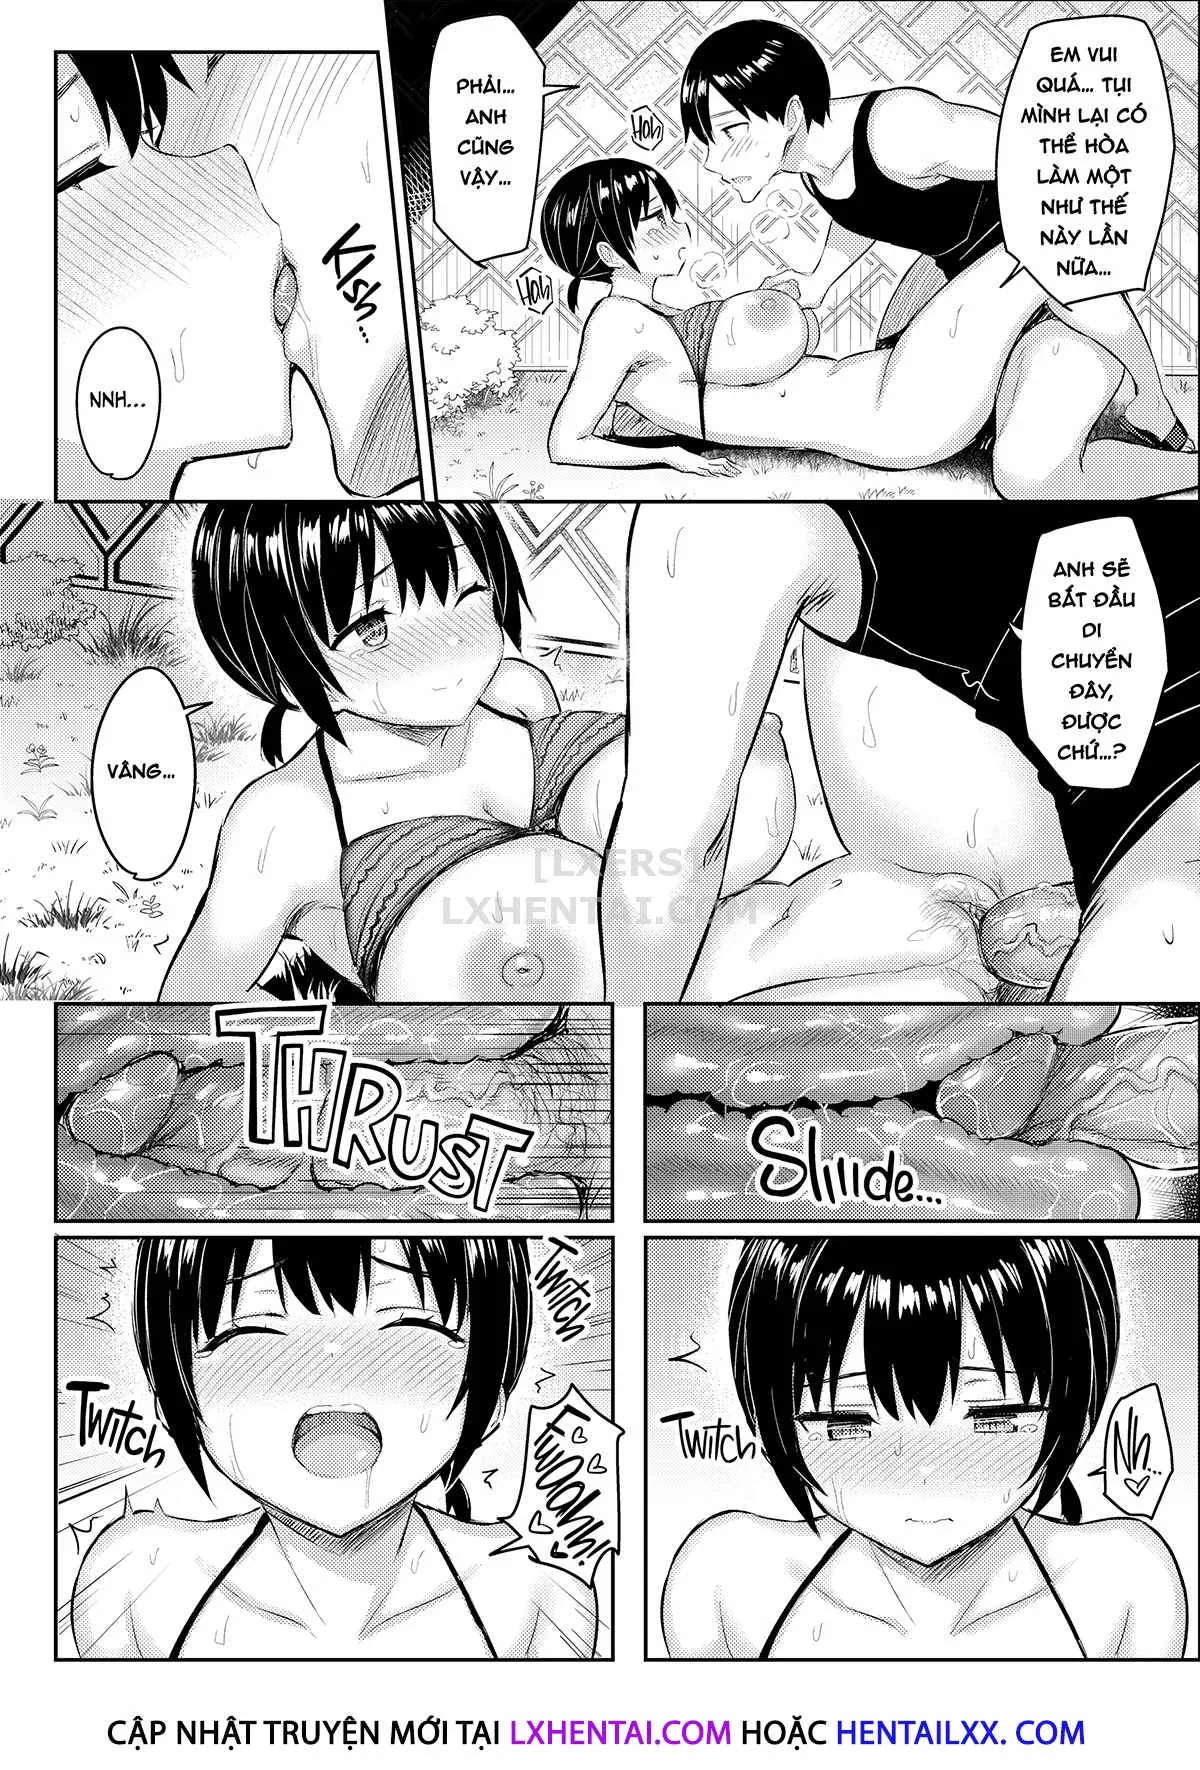 EM VUI
QUÁ... TỤI
MÌNH LẠI CÓ
THỂ HÒA
LÀM MỘT
NHƯ THẾ
NÀY LẦN
NỮA...
PHẢI...
ANH
CŨNG
VẬY...
Hah
Hah
KIsh...
NNH...
ANH SẼ
BẮT ĐẦU
DI
CHUYỂN
ĐÂY,
ĐƯỢC
CHỨ...?
VÂNG...
[LXERS]
LXHENTAI.COM
Sliiide...
THRUST
Twitch
Nh...
Twitch
Twitch
Fwaahh!
CẬP NHẬT TRUYỆN MỚI TẠI LXHENTAI.COM HOẶC HENTAILXX. COM